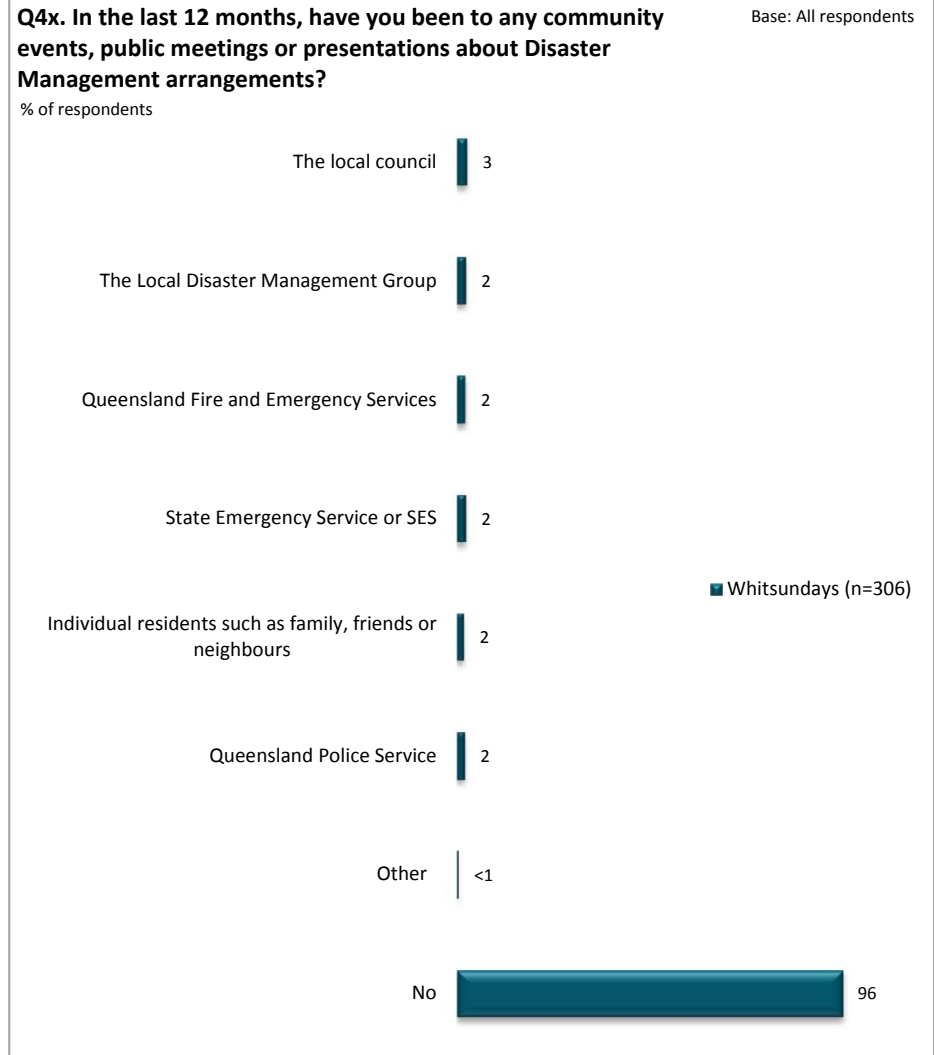 Q4x. In the last 12 months, have you been to any community
events, public meetings or presentations about Disaster
Management arrangements?
Base: All respondents
% of respondents
The local council 3
The Local Disaster Management Group 2
Queensland Fire and Emergency Services 2
State Emergency Service or SES 2
Whitsundays (n=306)
Individual residents such as family, friends or
neighbours 2
Queensland Police Service 2
Other <1
No 96